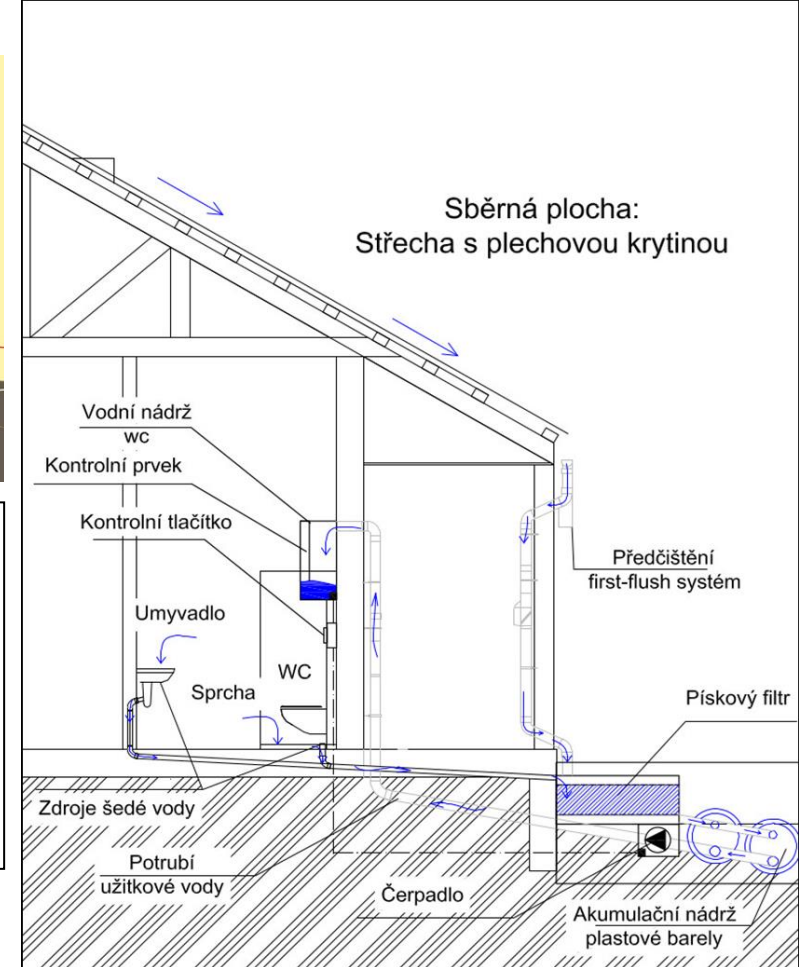 Sběrná plocha:
Střecha s plechovou krytinou
Vodní nádrž
wc
Kontrolní prvek
Kontrolní tlačítko
Předčištění
first-flush systém
Umyvadlo
WC
Sprcha
Pískový filtr
Zdroje šedé vody
Potrubí
užitkové vody
Čerpadlo
Akumulační nádrž
plastové barely